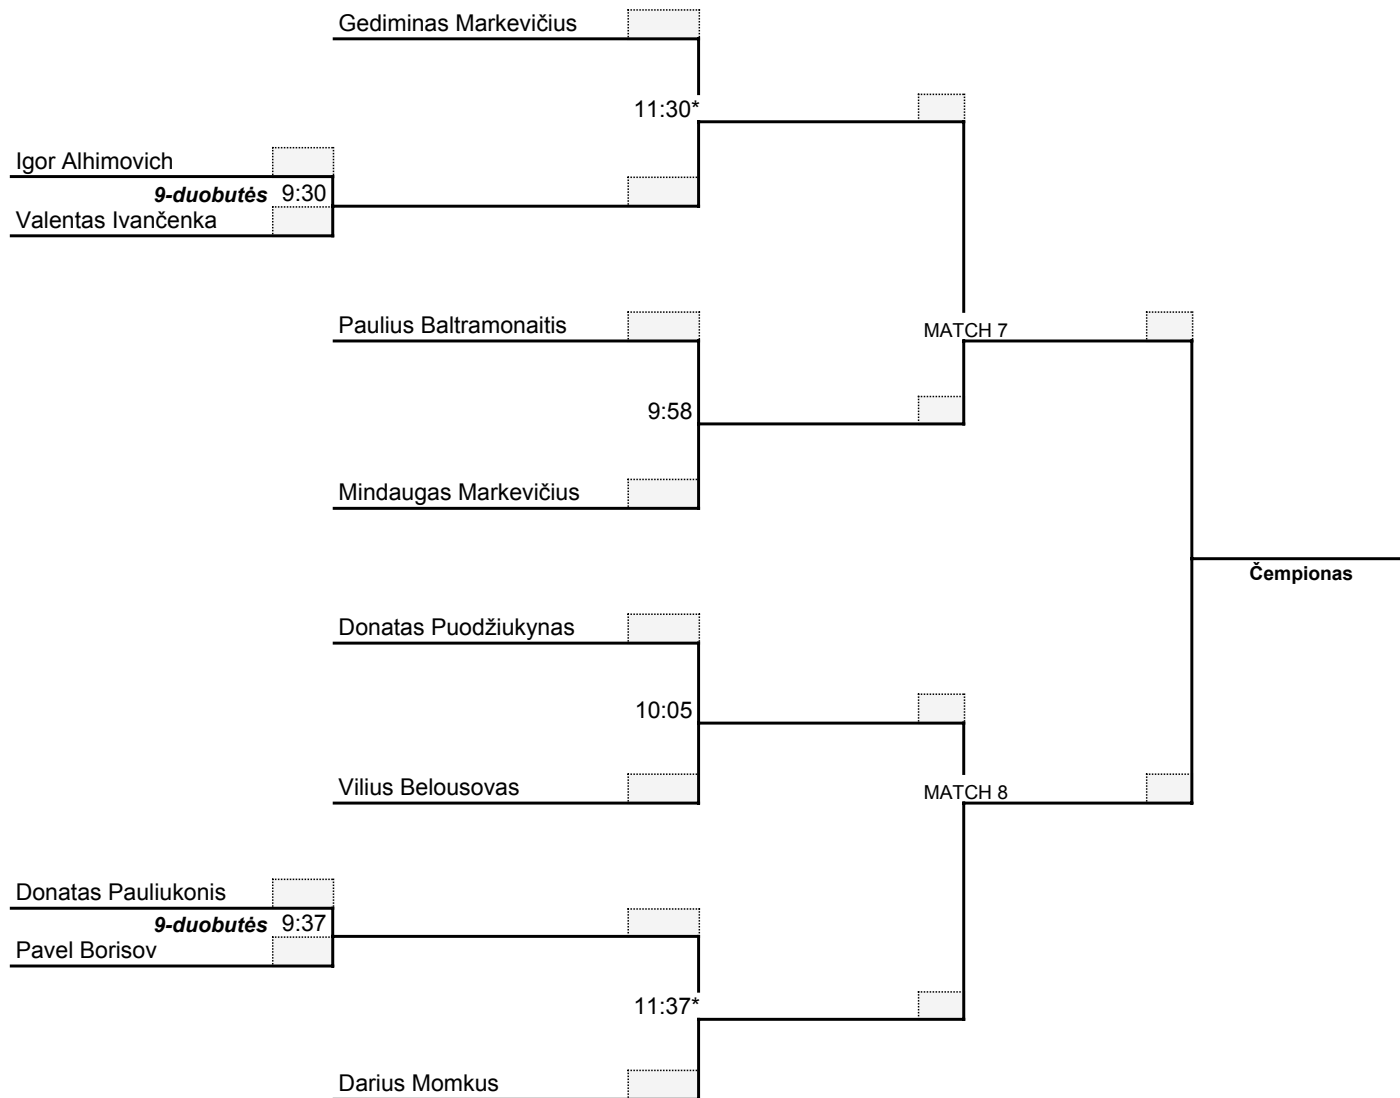 Gediminas Markevičius
11:30*
Igor Alhimovich
9-duobutės 9:30
Valentas Ivančenka
Paulius Baltramonaitis
MATCH 7
9:58
Mindaugas Markevičius
Čempionas
Donatas Puodžiukynas
10:05
Vilius Belousovas
MATCH 8
Donatas Pauliukonis
9-duobutės 9:37
Pavel Borisov
11:37*
Darius Momkus